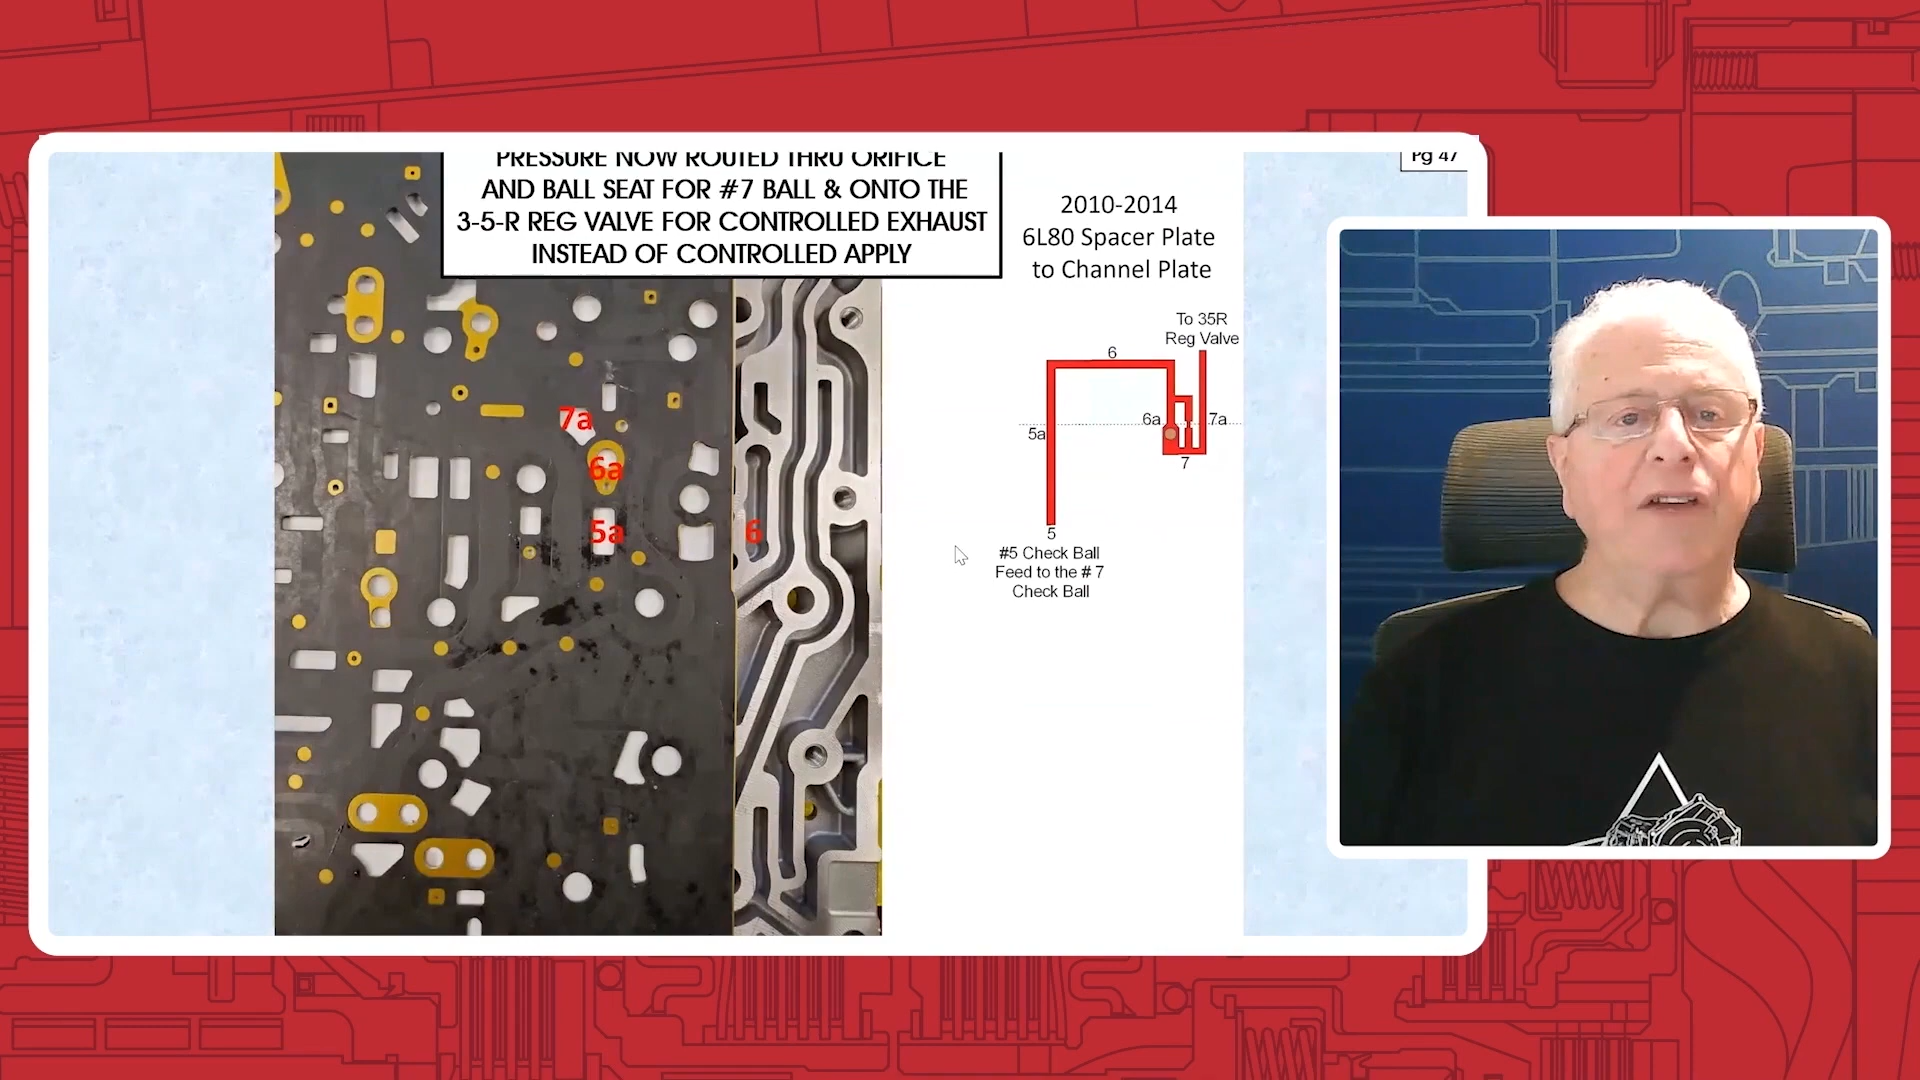 PRESSURE NOW ROUTED THRU ORIFICE
AND BALL SEAT FOR #7 BALL & ONTO THE
3-5-R REG VALVE FOR CONTROLLED EXHAUST
INSTEAD OF CONTROLLED APPLY
Pg 47
2010-2014
6L80 Spacer Plate
to Channel Plate
To 35R
Reg Valve
6
6a
7a
5a
7
5
#5 Check Ball
Feed to the # 7
Check Ball
7a
6a
5a
6